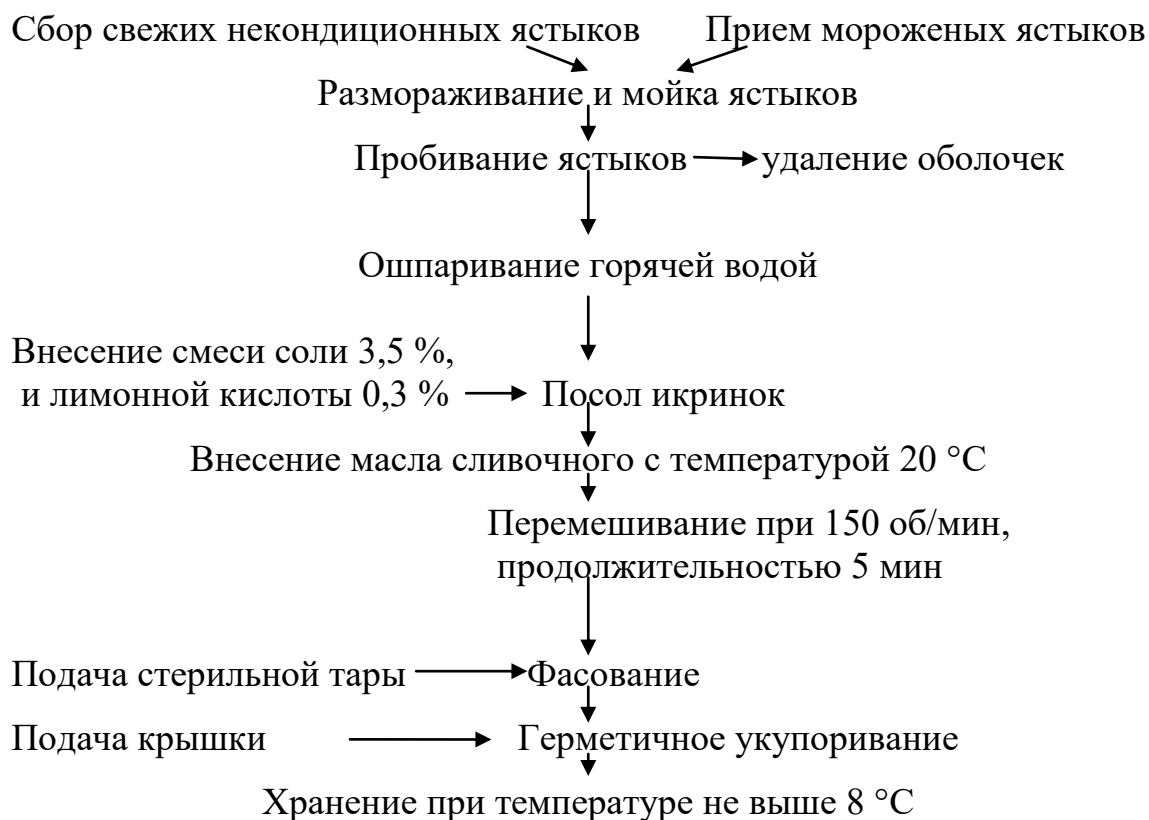 Сбор свежих некондиционных ястыков Прием мороженых ястыков
Размораживание и мойка ястыков
Пробивание ястыков удаление оболочек
Ошпаривание горячей водой
Внесение смеси соли 3,5 %,
и лимонной кислоты 0,3 % Посол икринок
Внесение масла сливочного с температурой 20 °С
Перемешивание при 150 об/мин,
продолжительностью 5 мин
Подача стерильной тары Фасование
Подача крышки Герметичное укупоривание
Хранение при температуре не выше 8 °С